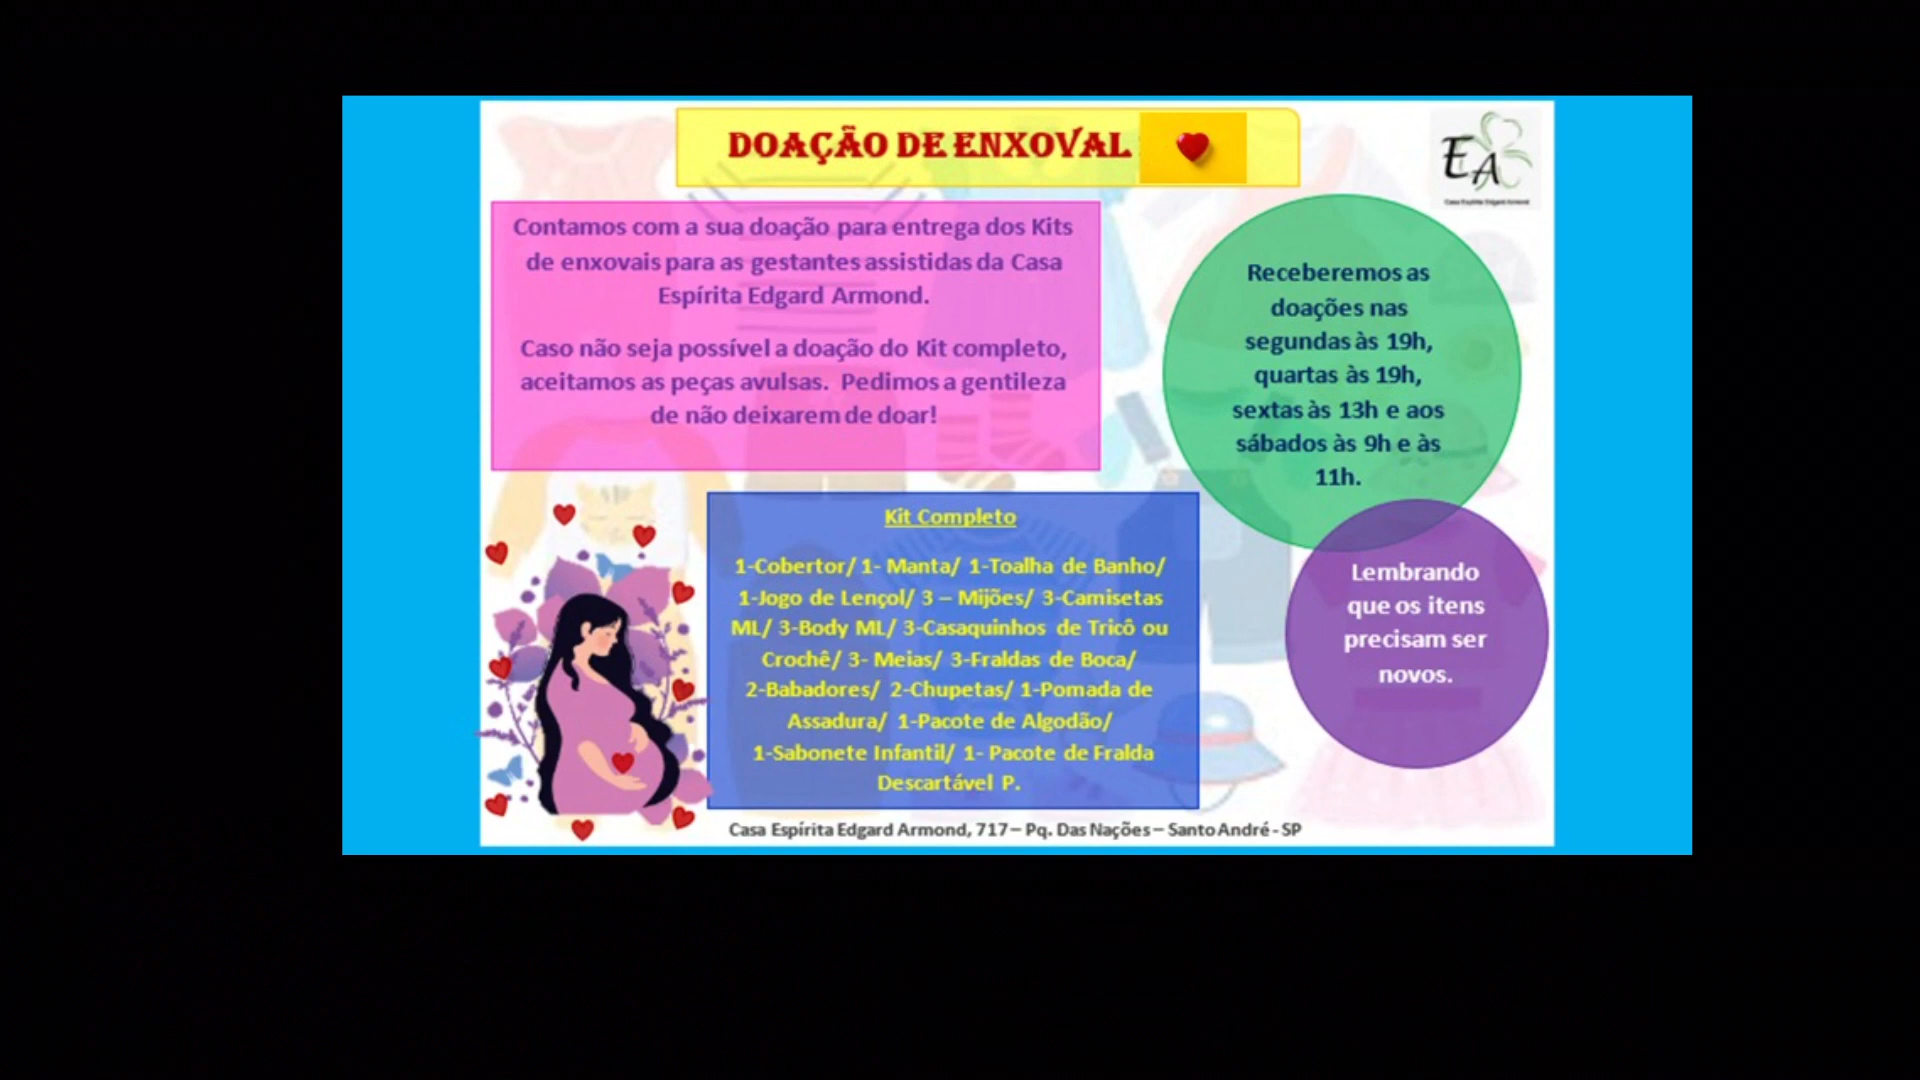 DOAÇÃO DE ENXOVAL
EA
Casa Espírita Edgard Armond
Contamos com a sua doação para entrega dos Kits
de enxovais para as gestantes assistidas da Casa
Espírita Edgard Armond.
Caso não seja possível a doação do Kit completo,
aceitamos as peças avulsas. Pedimos a gentileza
de não deixarem de doar!
Receberemos as
doações nas
segundas às 19h,
quartas às 19h,
sextas às 13h e aos
sábados às 9h e às
11h.
Kit Completo
1-Cobertor/ 1- Manta/ 1-Toalha de Banho/
1-Jogo de Lençol/ 3 – Mijões/ 3-Camisetas
ML/ 3-Body ML/ 3-Casaquinhos de Tricô ou
Crochê/ 3- Meias/ 3-Fraldas de Boca/
2-Babadores/ 2-Chupetas/ 1-Pomada de
Assadura/ 1-Pacote de Algodão/
1-Sabonete Infantil/ 1- Pacote de Fralda
Descartável P.
Lembrando
que os itens
precisam ser
novos.
Casa Espírita Edgard Armond, 717 – Pq. Das Nações – Santo André - SP